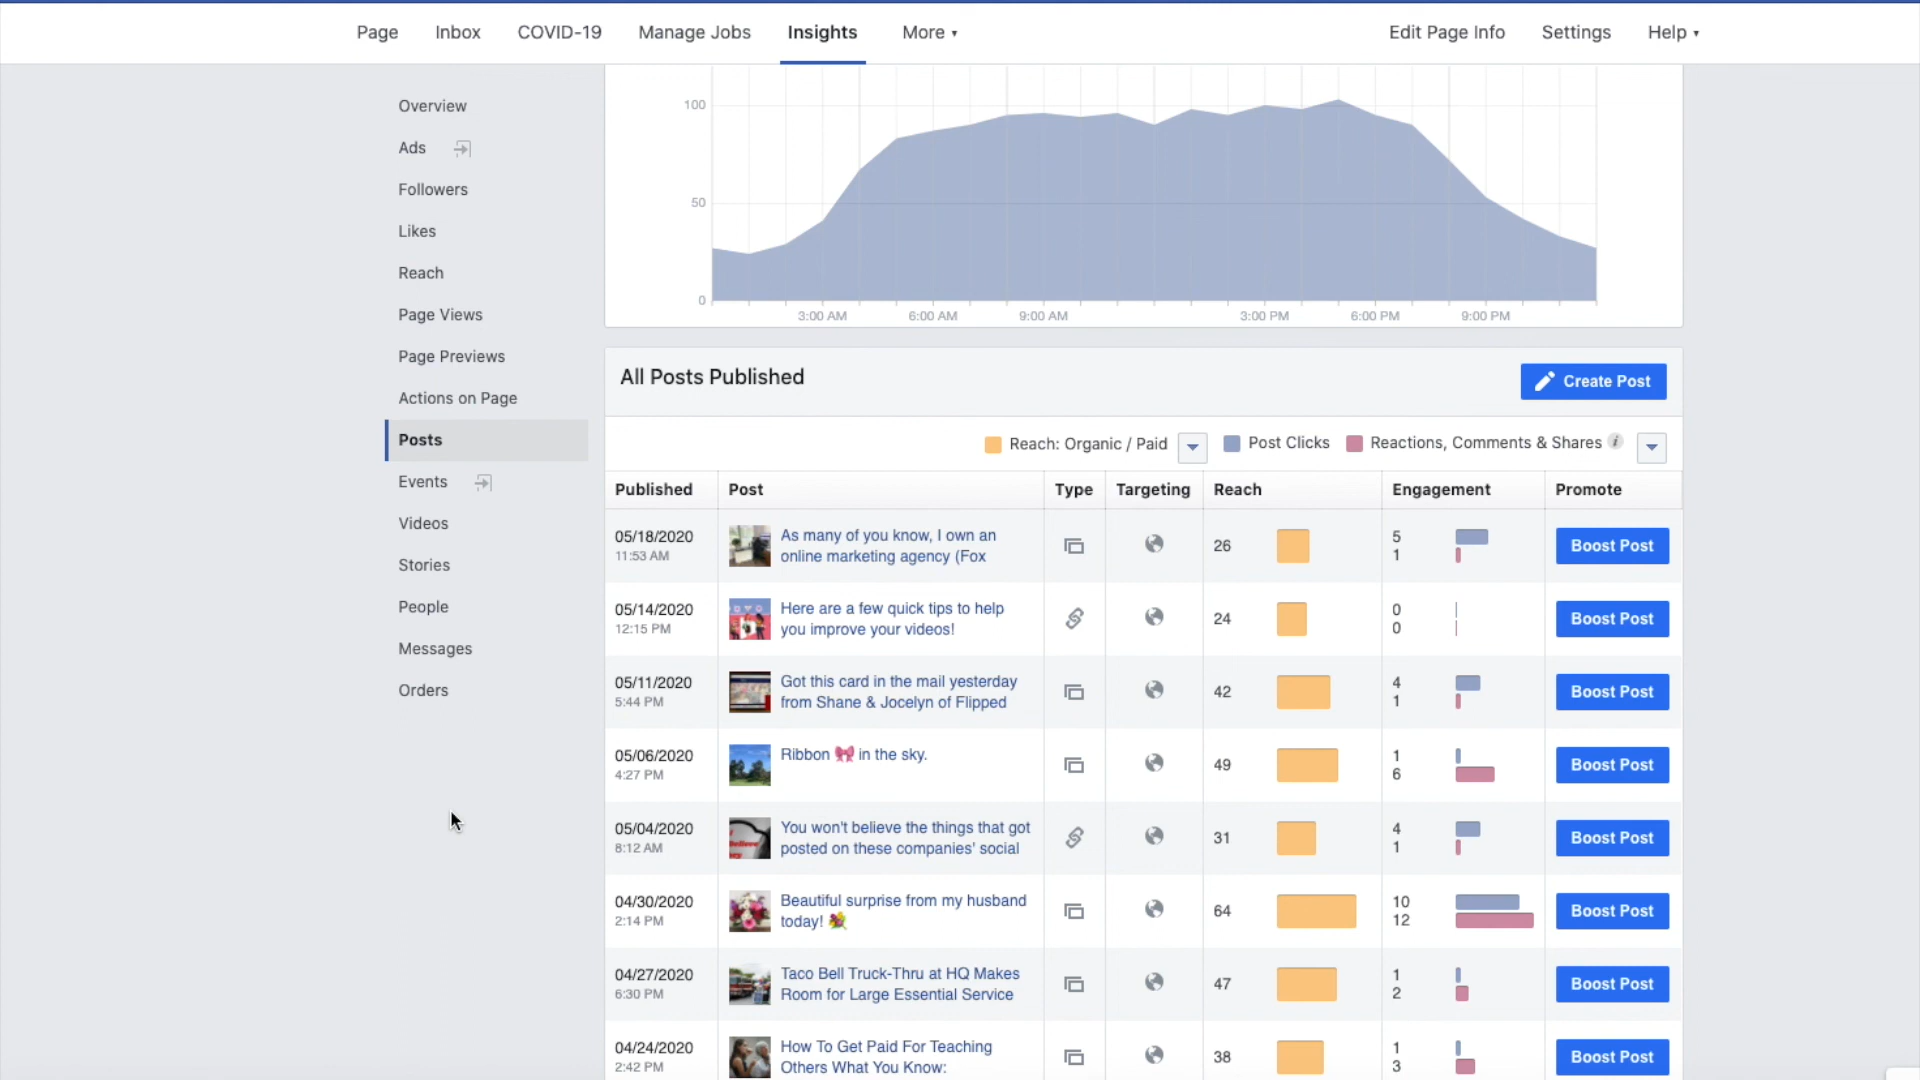 Page Inbox COVID-19 Manage Jobs Insights More ▾ Edit Page Info Settings Help ▾
Overview
Ads
Followers
Likes
Reach
Page Views
Page Previews
Actions on Page
Posts
Events
Videos
Stories
People
Messages
Orders
100
50
0
3:00 AM 6:00 AM 9:00 AM 3:00 PM 6:00 PM 9:00 PM
All Posts Published
Create Post
Reach: Organic / Paid Post Clicks Reactions, Comments & Shares i
Published Post Type Targeting Reach Engagement Promote
05/18/2020 As many of you know, I own an 26 5 Boost Post
11:53 AM online marketing agency (Fox 1
05/14/2020 Here are a few quick tips to help 24 0 Boost Post
12:15 PM you improve your videos! 0
05/11/2020 Got this card in the mail yesterday 42 4 Boost Post
5:44 PM from Shane & Jocelyn of Flipped 1
05/06/2020 Ribbon 🎀 in the sky. 49 1 Boost Post
4:27 PM 6
05/04/2020 You won't believe the things that got 31 4 Boost Post
8:12 AM posted on these companies' social 1
04/30/2020 Beautiful surprise from my husband 64 10 Boost Post
2:14 PM today! 💐 12
04/27/2020 Taco Bell Truck-Thru at HQ Makes 47 1 Boost Post
6:30 PM Room for Large Essential Service 2
04/24/2020 How To Get Paid For Teaching 38 1 Boost Post
2:42 PM Others What You Know: 3